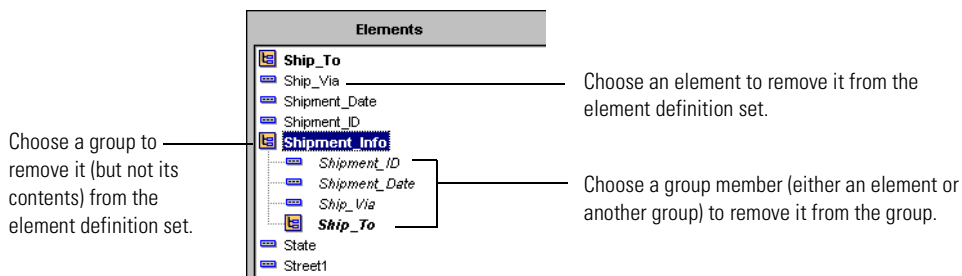 Elements
Ship_To
Ship_Via
Shipment_Date
Shipment_ID
Shipment_Info
Shipment_ID
Shipment_Date
Ship_Via
Ship_To
State
Street1
Choose a group to
remove it (but not its
contents) from the
element definition set.
Choose an element to remove it from the
element definition set.
Choose a group member (either an element or
another group) to remove it from the group.